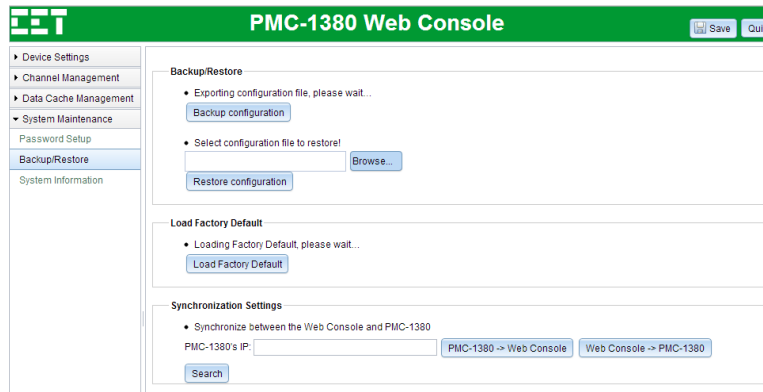 CET
PMC-1380 Web Console
Save
Qui
Device Settings
Channel Management
Data Cache Management
System Maintenance
Password Setup
Backup/Restore
System Information
Backup/Restore
Exporting configuration file, please wait...
Backup configuration
Select configuration file to restore!
Browse...
Restore configuration
Load Factory Default
Loading Factory Default, please wait...
Load Factory Default
Synchronization Settings
Synchronize between the Web Console and PMC-1380
PMC-1380's IP: PMC-1380 -> Web Console Web Console -> PMC-1380
Search